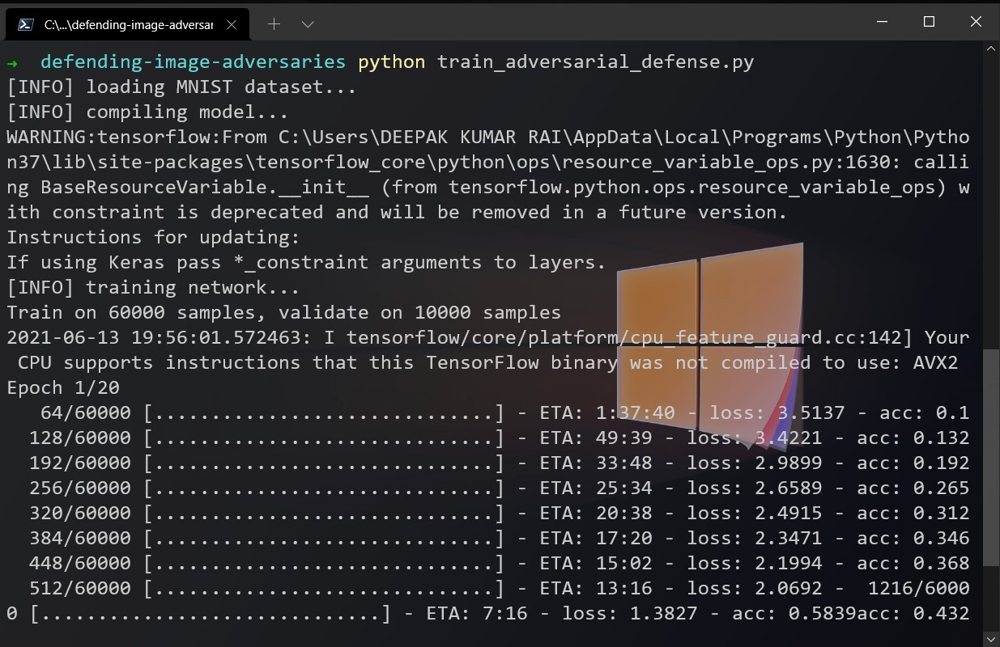 C:\...\defending-image-adversar
→ defending-image-adversaries python train_adversarial_defense.py
[INFO] loading MNIST dataset...
[INFO] compiling model...
WARNING:tensorflow:From C:\Users\DEEPAK KUMAR RAI\AppData\Local\Programs\Python\Pytho
n37\lib\site-packages\tensorflow_core\python\ops\resource_variable_ops.py:1630: calli
ng BaseResourceVariable.__init__ (from tensorflow.python.ops.resource_variable_ops) w
ith constraint is deprecated and will be removed in a future version.
Instructions for updating:
If using Keras pass *_constraint arguments to layers.
[INFO] training network...
Train on 60000 samples, validate on 10000 samples
2021-06-13 19:56:01.572463: I tensorflow/core/platform/cpu_feature_guard.cc:142] Your
 CPU supports instructions that this TensorFlow binary was not compiled to use: AVX2
Epoch 1/20
   64/60000 [..............................] - ETA: 1:37:40 - loss: 3.5137 - acc: 0.1
  128/60000 [..............................] - ETA: 49:39 - loss: 3.4221 - acc: 0.132
  192/60000 [..............................] - ETA: 33:48 - loss: 2.9899 - acc: 0.192
  256/60000 [..............................] - ETA: 25:34 - loss: 2.6589 - acc: 0.265
  320/60000 [..............................] - ETA: 20:38 - loss: 2.4915 - acc: 0.312
  384/60000 [..............................] - ETA: 17:20 - loss: 2.3471 - acc: 0.346
  448/60000 [..............................] - ETA: 15:02 - loss: 2.1994 - acc: 0.368
  512/60000 [..............................] - ETA: 13:16 - loss: 2.0692 -  1216/6000
0 [..............................] - ETA: 7:16 - loss: 1.3827 - acc: 0.5839acc: 0.432